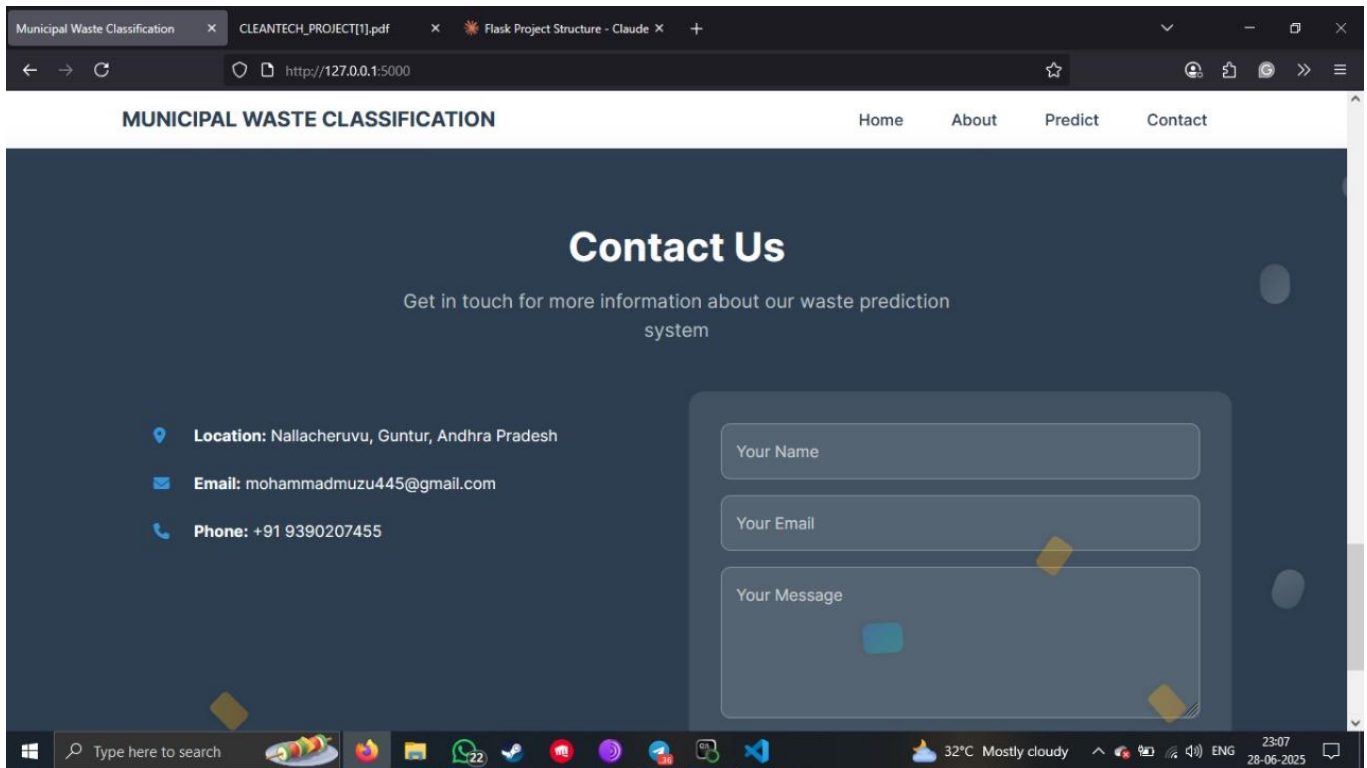 Municipal Waste Classification
CLEANTECH_PROJECT[1].pdf
Flask Project Structure - Claude
http://127.0.0.1:5000
MUNICIPAL WASTE CLASSIFICATION
Home About Predict Contact
Contact Us
Get in touch for more information about our waste prediction
system
Location: Nallacheruvu, Guntur, Andhra Pradesh
Email: mohammadmuzu445@gmail.com
Phone: +91 9390207455
Your Name
Your Email
Your Message
Type here to search
22
36
32°C Mostly cloudy
ENG
23:07
28-06-2025